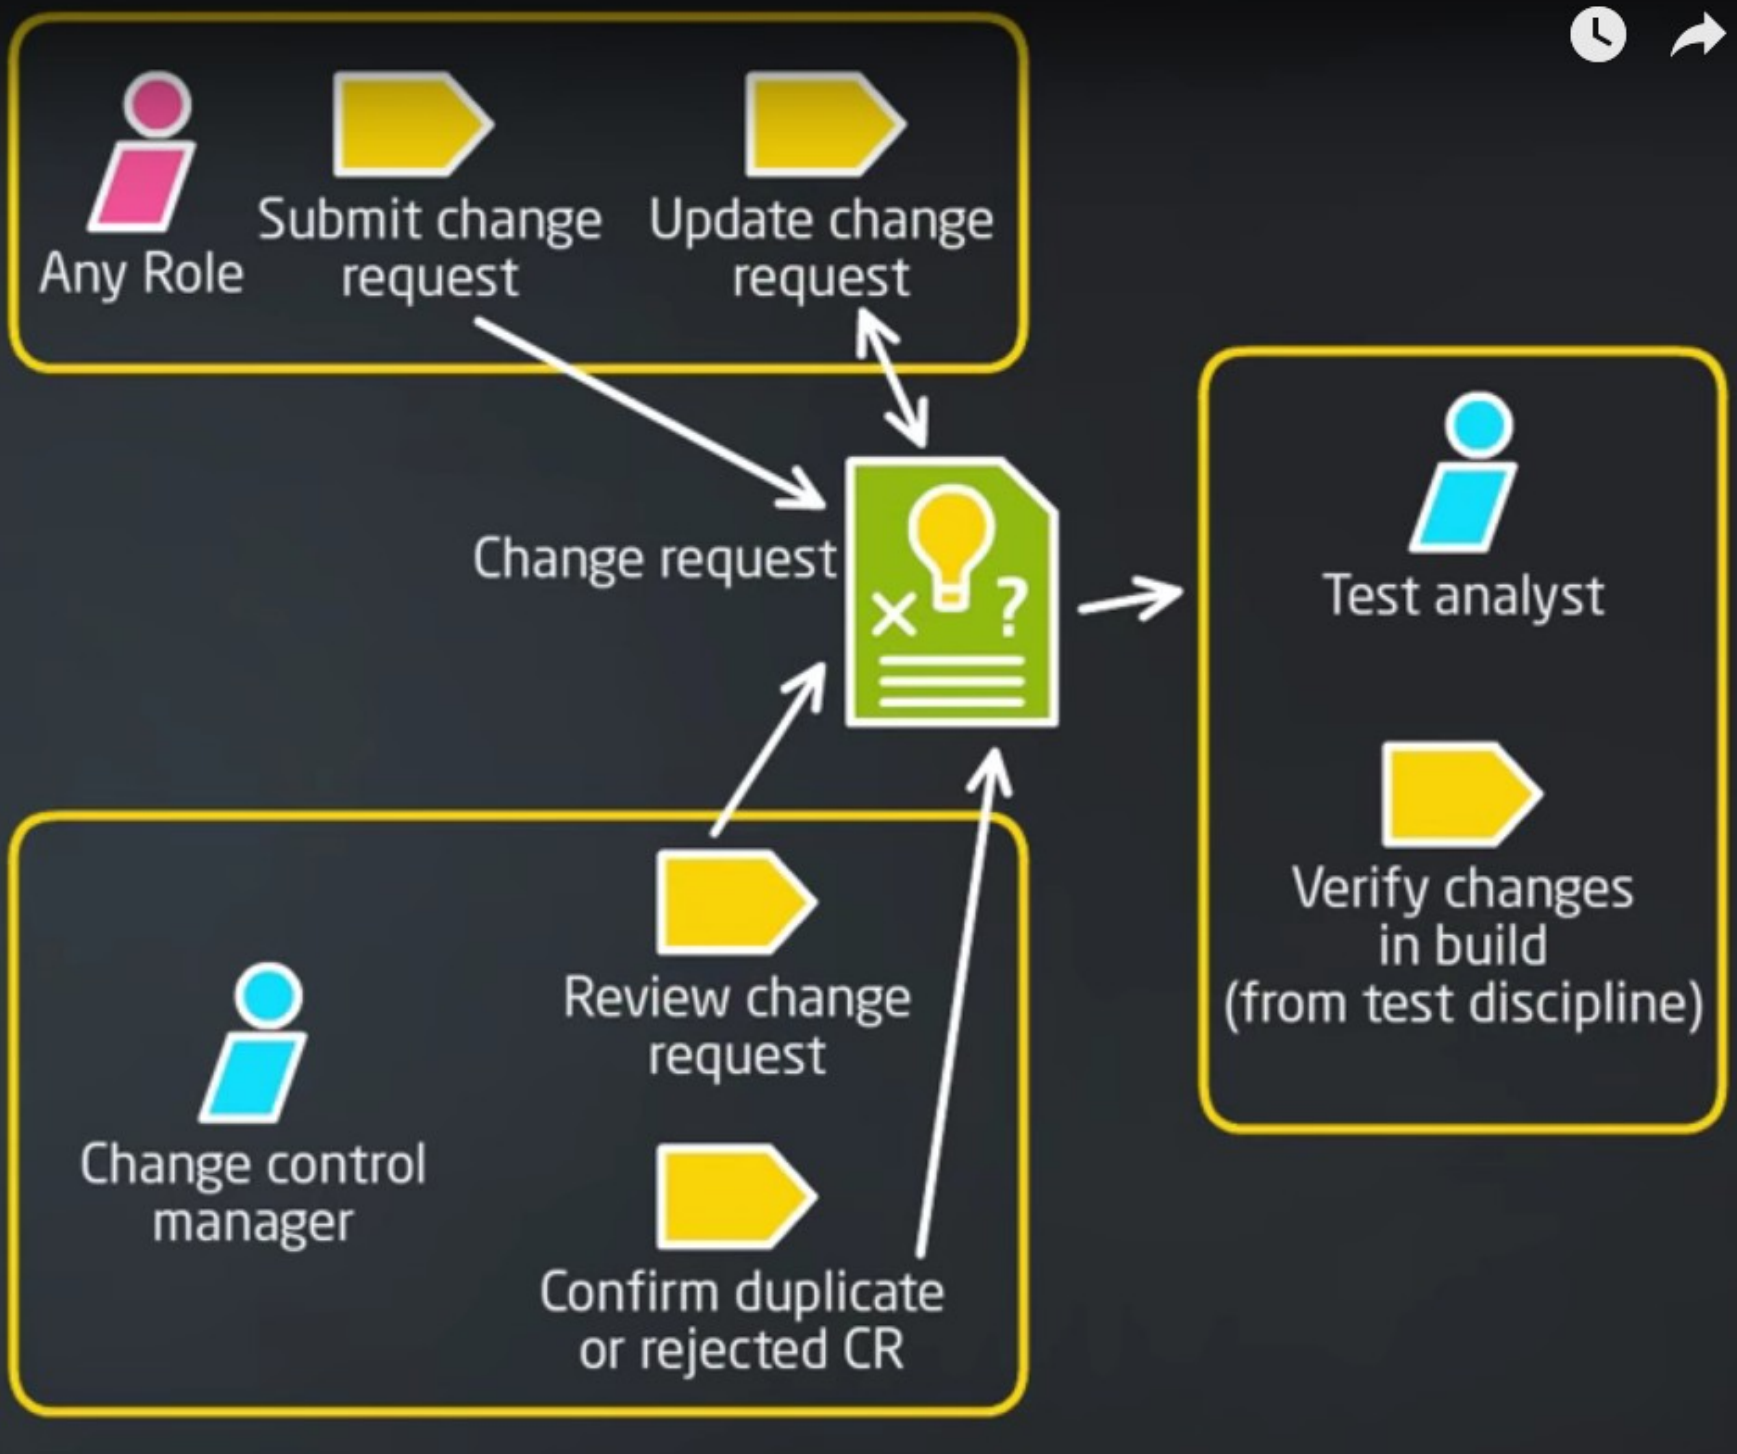 Any Role
Submit change
request
Update change
request
Change request
Test analyst
Verify changes
in build
(from test discipline)
Change control
manager
Review change
request
Confirm duplicate
or rejected CR